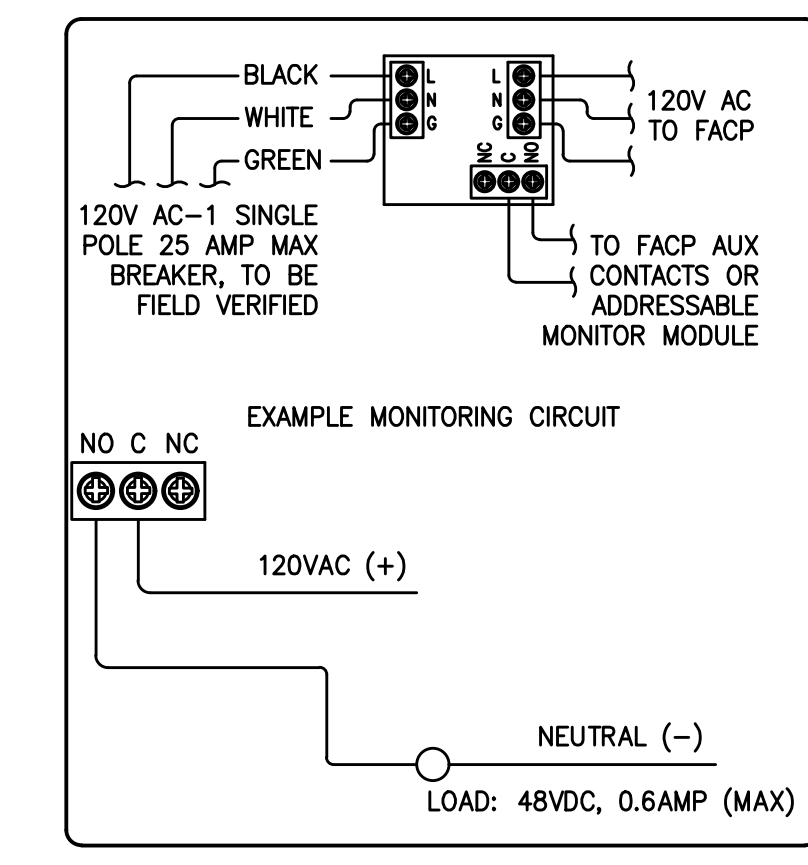 BLACK
WHITE
GREEN
120V AC-1 SINGLE
POLE 25 AMP MAX
BREAKER, TO BE
FIELD VERIFIED
L
N
G
L
N
G
NC
C
NO
120V AC
TO FACP
TO FACP AUX
CONTACTS OR
ADDRESSABLE
MONITOR MODULE
EXAMPLE MONITORING CIRCUIT
NO C NC
120VAC (+)
NEUTRAL (-)
LOAD: 48VDC, 0.6AMP (MAX)